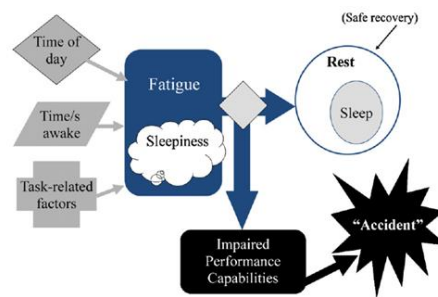 Time of
day
Time/s
awake
Task-related
factors
Fatigue
Sleepiness
(Safe recovery)
Rest
Sleep
Impaired
Performance
Capabilities
“Accident”